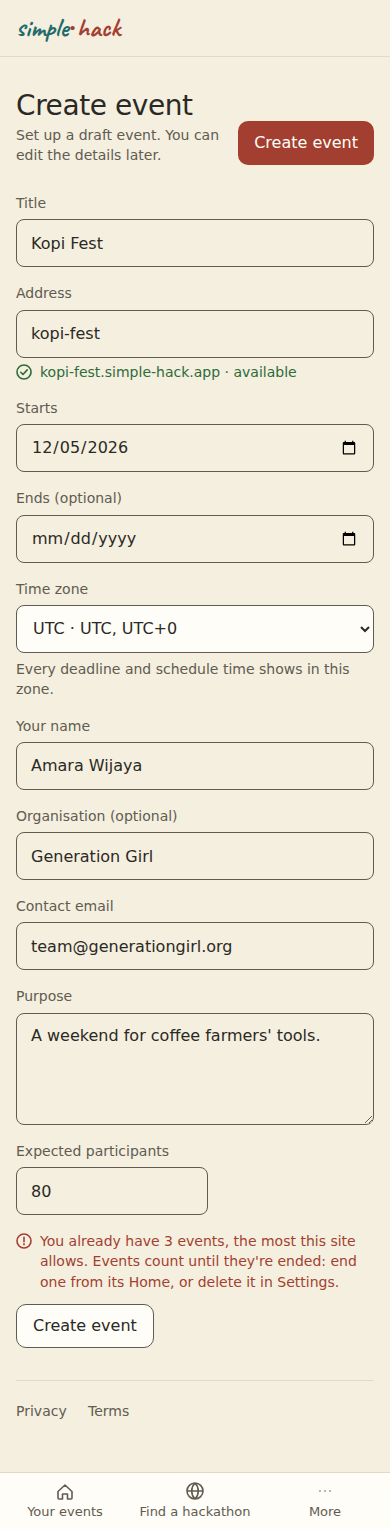 simple·hack
Create event
Set up a draft event. You can
edit the details later.
Create event
Title
Kopi Fest
Address
kopi-fest
kopi-fest.simple-hack.app · available
Starts
12/05/2026
Ends (optional)
mm/dd/yyyy
Time zone
UTC · UTC, UTC+0
Every deadline and schedule time shows in this
zone.
Your name
Amara Wijaya
Organisation (optional)
Generation Girl
Contact email
team@generationgirl.org
Purpose
A weekend for coffee farmers' tools.
Expected participants
80
You already have 3 events, the most this site
allows. Events count until they're ended: end
one from its Home, or delete it in Settings.
Create event
Privacy Terms
Your events Find a hackathon More